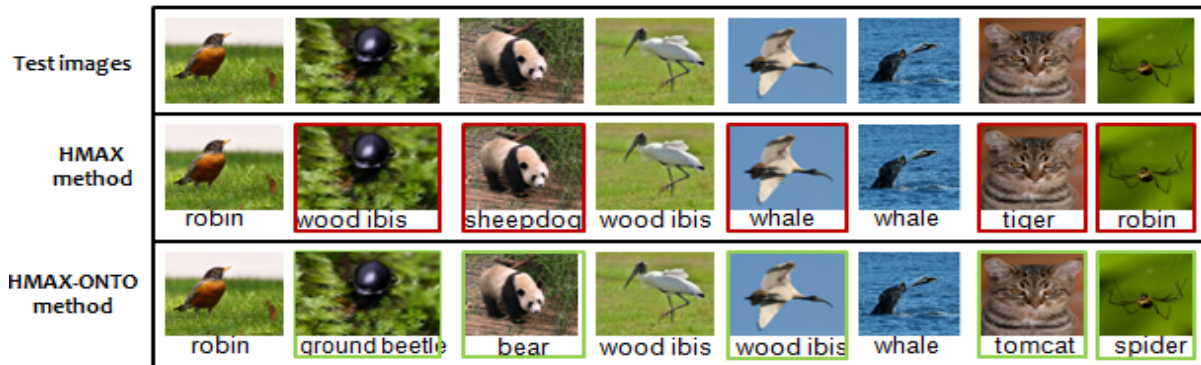 Test images
HMAX
method
robin
wood ibis
sheepdog
wood ibis
whale
whale
tiger
robin
HMAX-ONTO
method
robin
ground beetle
bear
wood ibis
wood ibis
whale
tomcat
spider